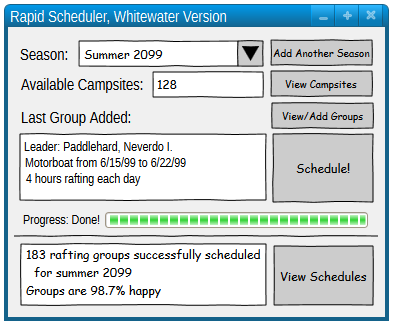 Rapid Scheduler, Whitewater Version
Season: Summer 2099 Add Another Season
Available Campsites: 128 View Campsites
Last Group Added: View/Add Groups
Leader: Paddlehard, Neverdo I.
Motorboat from 6/15/99 to 6/22/99
4 hours rafting each day
Schedule!
Progress: Done!
183 rafting groups successfully scheduled
for summer 2099
Groups are 98.7% happy
View Schedules